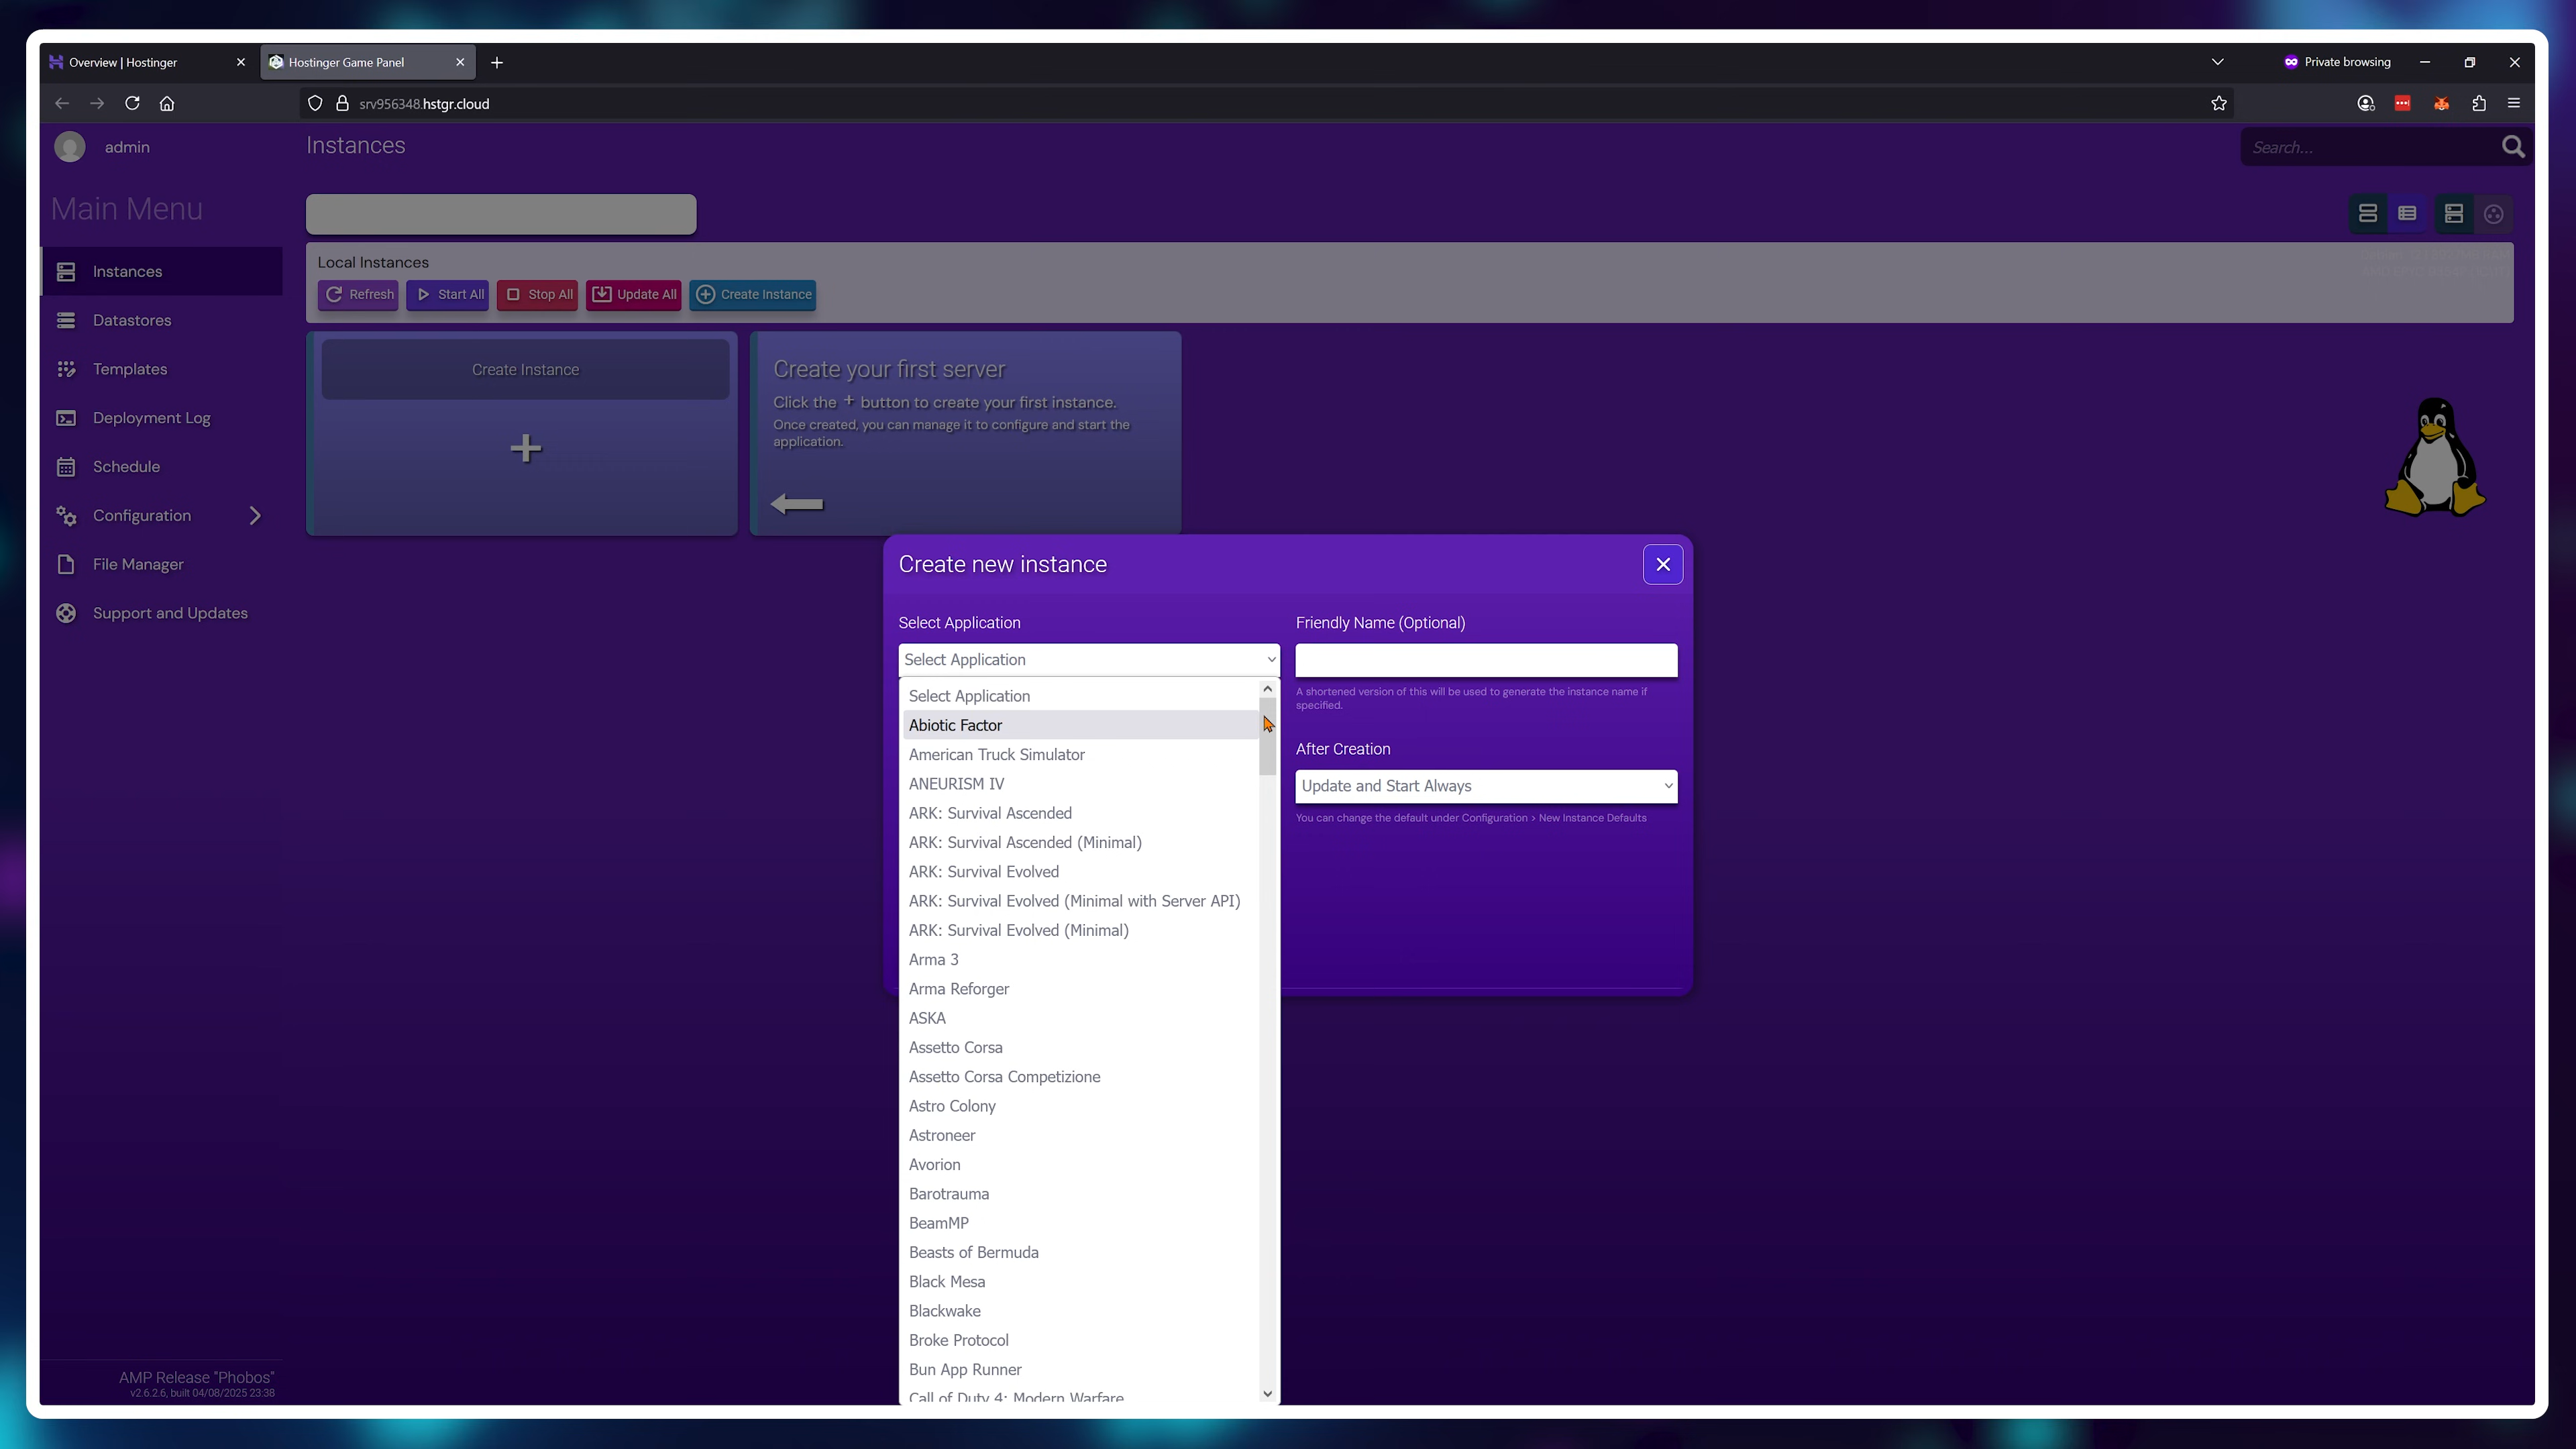 Overview | Hostinger
Hostinger Game Panel
Private browsing
srv956348.hstgr.cloud
admin
Instances
Search...
Main Menu
Instances
Datastores
Templates
Deployment Log
Schedule
Configuration
File Manager
Support and Updates
Local Instances
Refresh
Start All
Stop All
Update All
Create Instance
Create Instance
Create your first server
Click the + button to create your first instance.
Once created, you can manage it to configure and start the
application.
Create new instance
Select Application
Select Application
Select Application
Abiotic Factor
American Truck Simulator
ANEURISM IV
ARK: Survival Ascended
ARK: Survival Ascended (Minimal)
ARK: Survival Evolved
ARK: Survival Evolved (Minimal with Server API)
ARK: Survival Evolved (Minimal)
Arma 3
Arma Reforger
ASKA
Assetto Corsa
Assetto Corsa Competizione
Astro Colony
Astroneer
Avorion
Barotrauma
BeamMP
Beasts of Bermuda
Black Mesa
Blackwake
Broke Protocol
Bun App Runner
Call of Duty 4: Modern Warfare
Friendly Name (Optional)
A shortened version of this will be used to generate the instance name if
specified.
After Creation
Update and Start Always
You can change the default under Configuration > New Instance Defaults
AMP Release "Phobos"
v2.6.2.6, built 04/08/2025 23:38